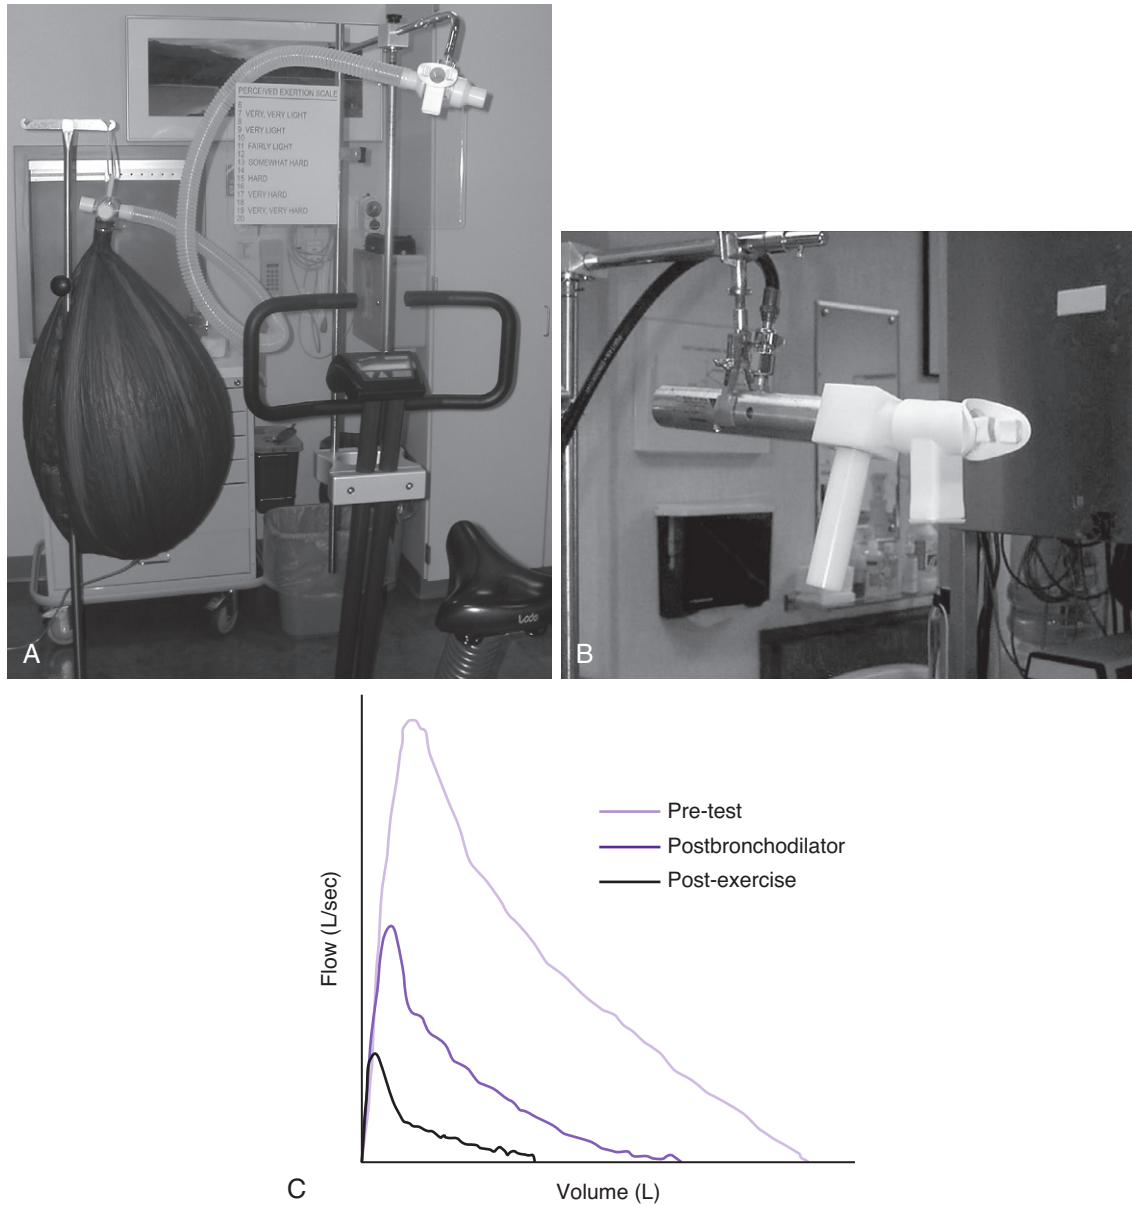 PERCEIVED EXERTION SCALE
6
7 VERY, VERY LIGHT
8
9 VERY LIGHT
10
11 FAIRLY LIGHT
12
13 SOMEWHAT HARD
14
15 HARD
16
17 VERY HARD
18
19 VERY, VERY HARD
20
A
B
Pre-test
Postbronchodilator
Post-exercise
Flow (L/sec)
Volume (L)
C